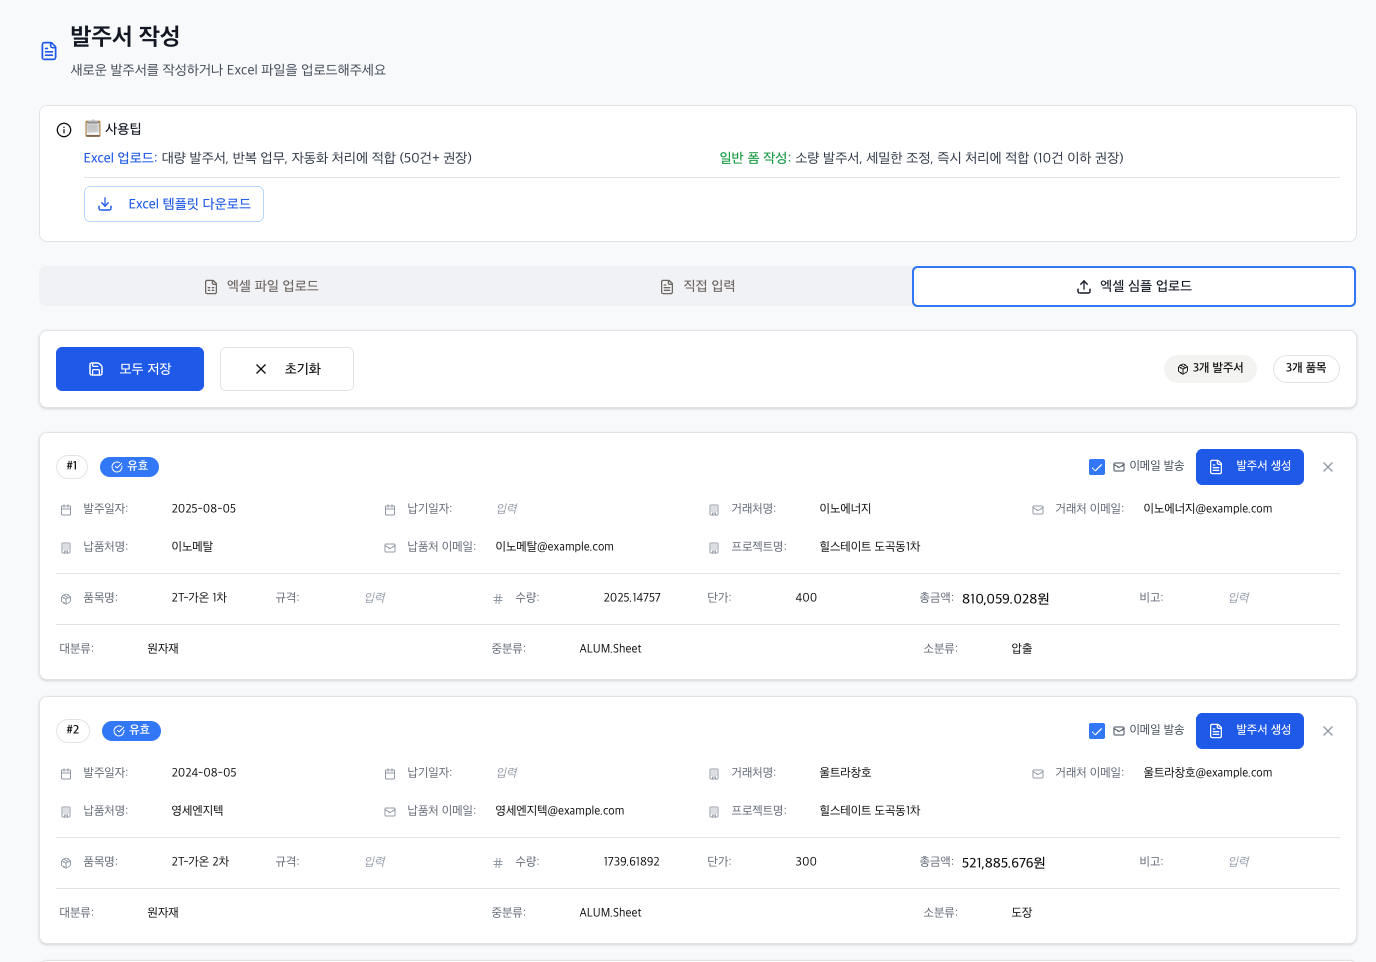 발주서 작성
새로운 발주서를 작성하거나 Excel 파일을 업로드해주세요
사용팁
Excel 업로드: 대량 발주서, 반복 업무, 자동화 처리에 적합 (50건+ 권장)
일반 폼 작성: 소량 발주서, 세밀한 조정, 즉시 처리에 적합 (10건 이하 권장)
Excel 템플릿 다운로드
엑셀 파일 업로드
직접 입력
엑셀 심플 업로드
모두 저장
초기화
3개 발주서
3개 품목
#1 유효 이메일 발송 발주서 생성
발주일자: 2025-08-05 납기일자: 입력 거래처명: 이노에너지 거래처 이메일: 이노에너지@example.com
납품처명: 이노메탈 납품처 이메일: 이노메탈@example.com 프로젝트명: 힐스테이트 도곡동1차
품목명: 2T-가온 1차 규격: 입력 # 수량: 2025.14757 단가: 400 총금액: 810,059.028원 비고: 입력
대분류: 원자재 중분류: ALUM.Sheet 소분류: 압출
#2 유효 이메일 발송 발주서 생성
발주일자: 2024-08-05 납기일자: 입력 거래처명: 울트라창호 거래처 이메일: 울트라창호@example.com
납품처명: 영세엔지텍 납품처 이메일: 영세엔지텍@example.com 프로젝트명: 힐스테이트 도곡동1차
품목명: 2T-가온 2차 규격: 입력 # 수량: 1739.61892 단가: 300 총금액: 521,885.676원 비고: 입력
대분류: 원자재 중분류: ALUM.Sheet 소분류: 도장